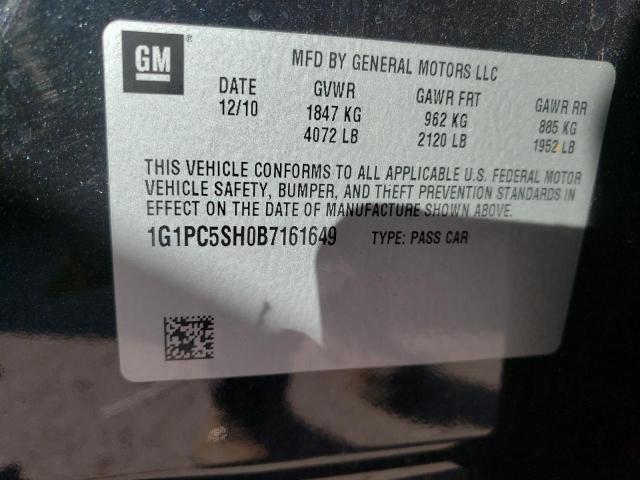 GM
®
MFD BY GENERAL MOTORS LLC
DATE GVWR GAWR FRT GAWR RR
12/10 1847 KG 962 KG 885 KG
4072 LB 2120 LB 1952 LB
THIS VEHICLE CONFORMS TO ALL APPLICABLE U.S. FEDERAL MOTOR
VEHICLE SAFETY, BUMPER, AND THEFT PREVENTION STANDARDS IN
EFFECT ON THE DATE OF MANUFACTURE SHOWN ABOVE.
1G1PC5SH0B7161649 TYPE: PASS CAR